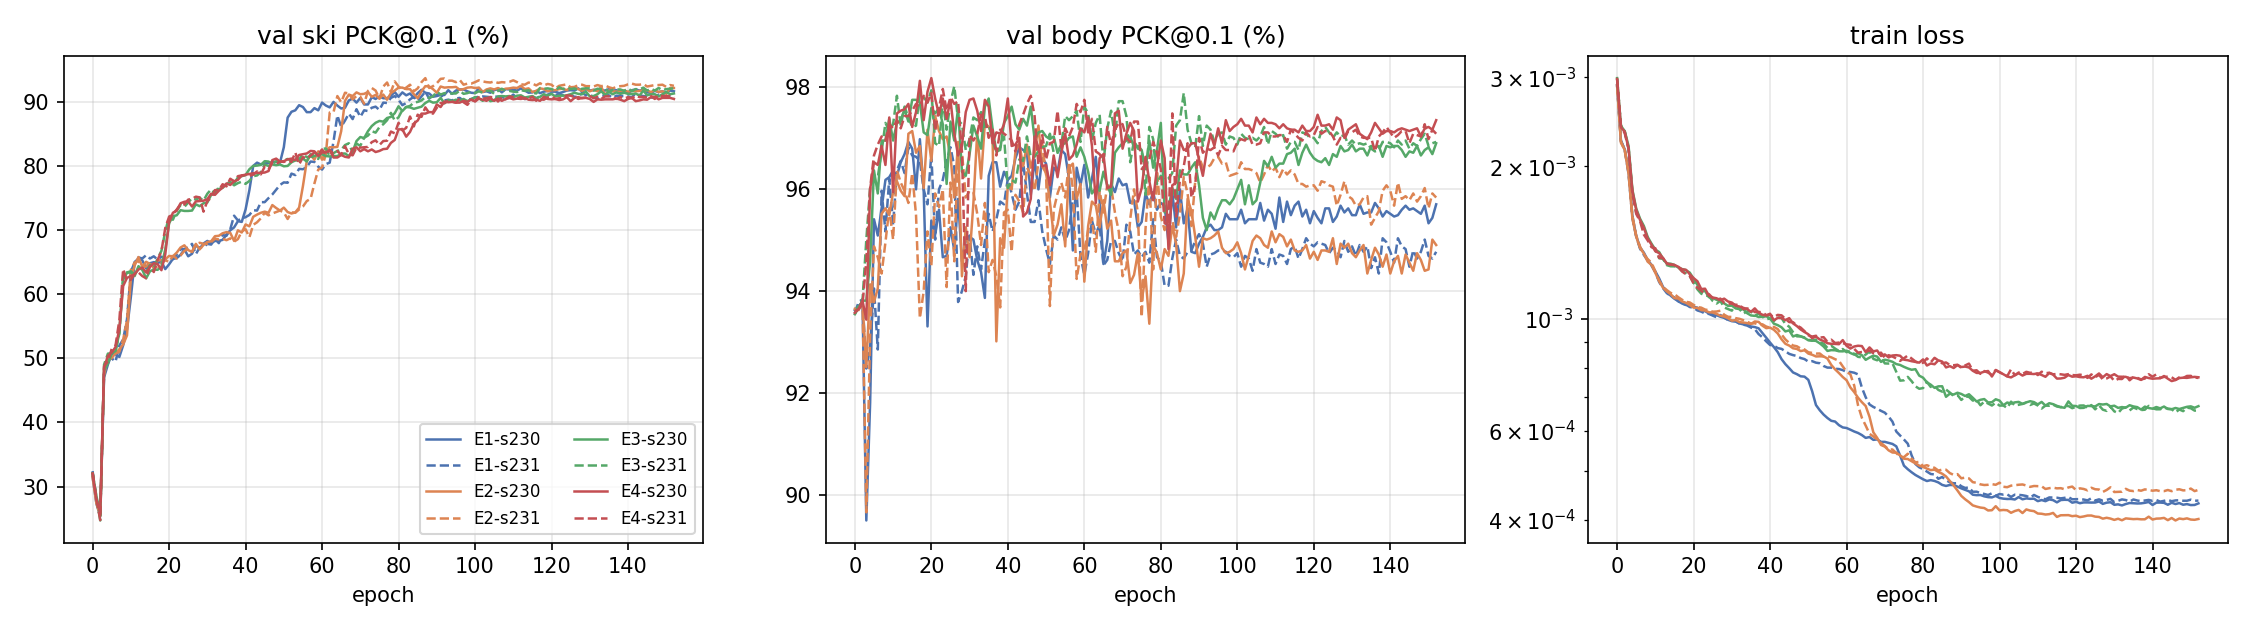 val ski PCK@0.1 (%)
90
80
70
60
50
40
30
0 20 40 60 80 100 120 140
epoch
E1-s230
E1-s231
E2-s230
E2-s231
E3-s230
E3-s231
E4-s230
E4-s231
val body PCK@0.1 (%)
98
96
94
92
90
0 20 40 60 80 100 120 140
epoch
train loss
3 × 10⁻³
2 × 10⁻³
10⁻³
6 × 10⁻⁴
4 × 10⁻⁴
0 20 40 60 80 100 120 140
epoch